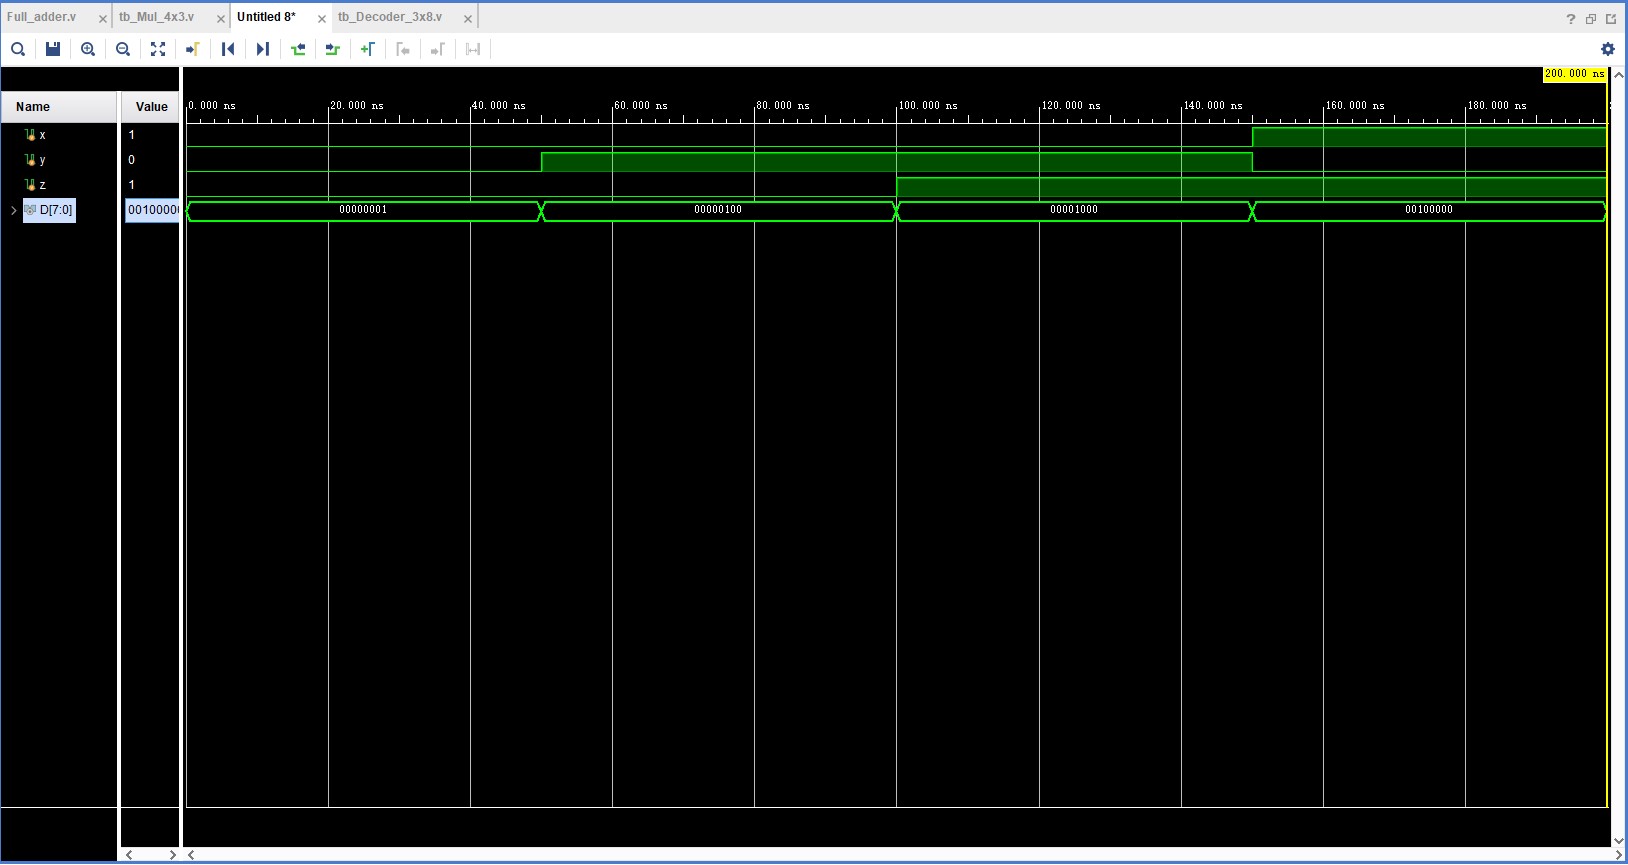 Full_adder.v tb_Mul_4x3.v Untitled 8* tb_Decoder_3x8.v
200.000 ns
Name Value 0.000 ns 20.000 ns 40.000 ns 60.000 ns 80.000 ns 100.000 ns 120.000 ns 140.000 ns 160.000 ns 180.000 ns
x 1
y 0
z 1
D[7:0] 00100000 00000001 00000100 00001000 00100000